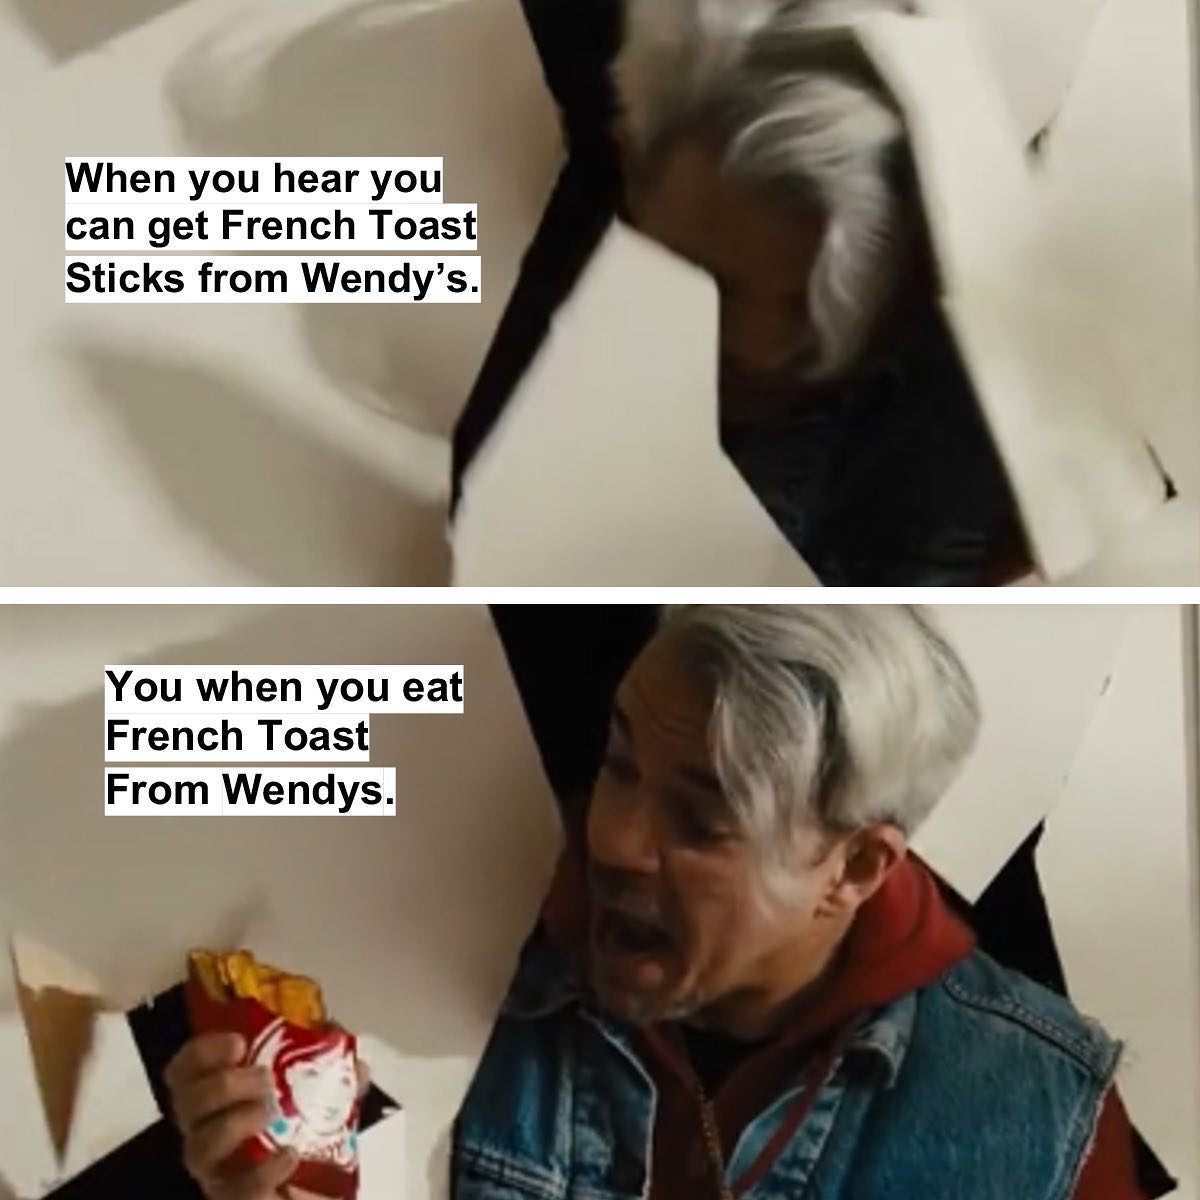 When you hear you
can get French Toast
Sticks from Wendy’s.
You when you eat
French Toast
From Wendys.